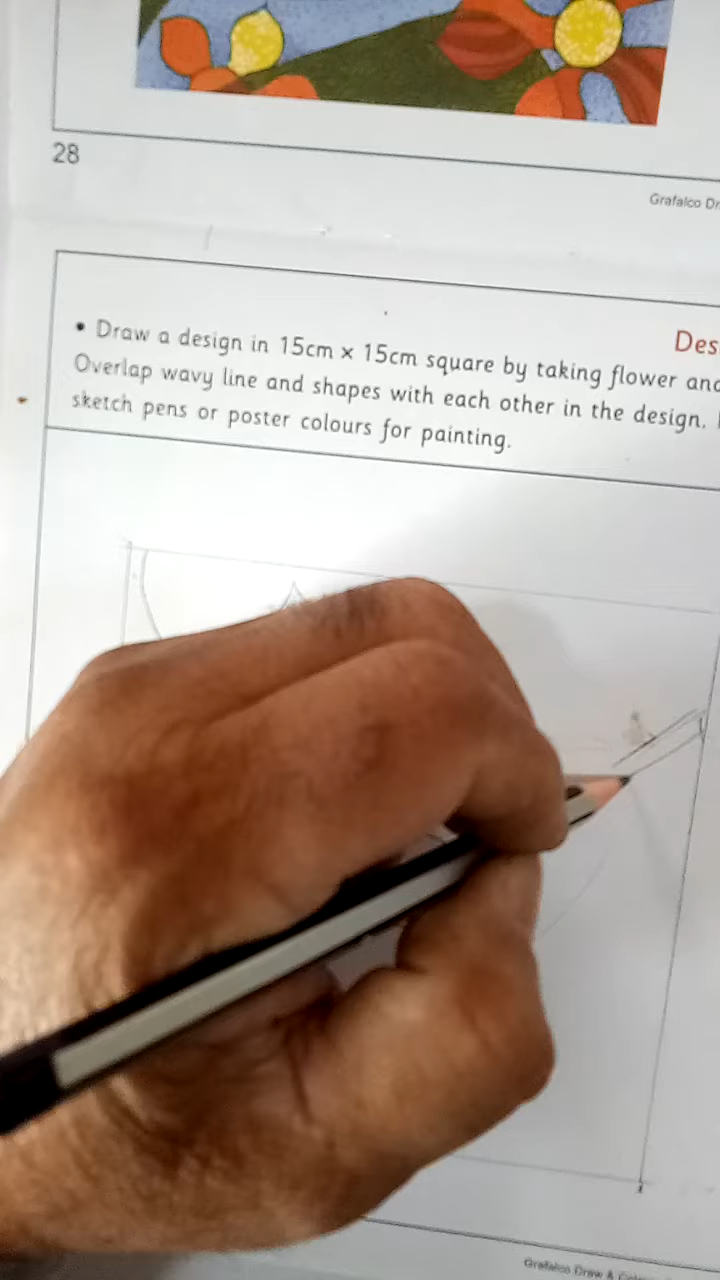 28
Grafalco
Des
• Draw a design in 15cm × 15cm square by taking flower and
Overlap wavy line and shapes with each other in the design.
sketch pens or poster colours for painting.
Grafalco Draw &